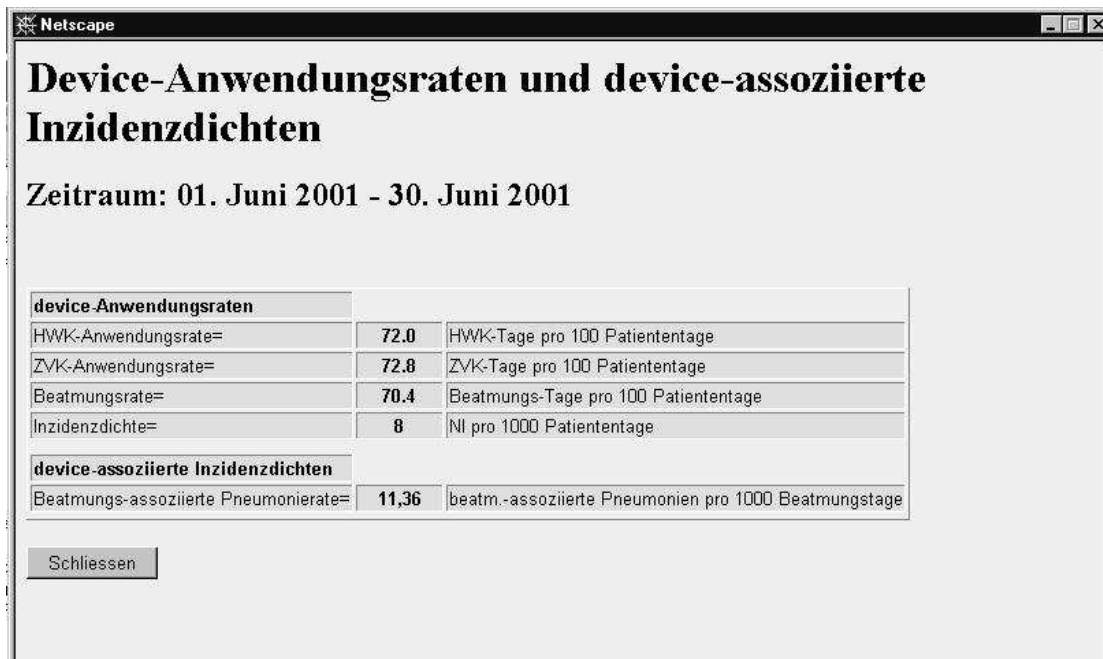 Netscape
Device-Anwendungsraten und device-assoziierte
Inzidenzdichten
Zeitraum: 01. Juni 2001 - 30. Juni 2001
device-Anwendungsraten
HWK-Anwendungsrate= 72.0 HWK-Tage pro 100 Patiententage
ZVK-Anwendungsrate= 72.8 ZVK-Tage pro 100 Patiententage
Beatmungsrate= 70.4 Beatmungs-Tage pro 100 Patiententage
Inzidenzdichte= 8 NI pro 1000 Patiententage
device-assoziierte Inzidenzdichten
Beatmungs-assoziierte Pneumonierate= 11,36 beatm.-assoziierte Pneumonien pro 1000 Beatmungstage
Schliessen